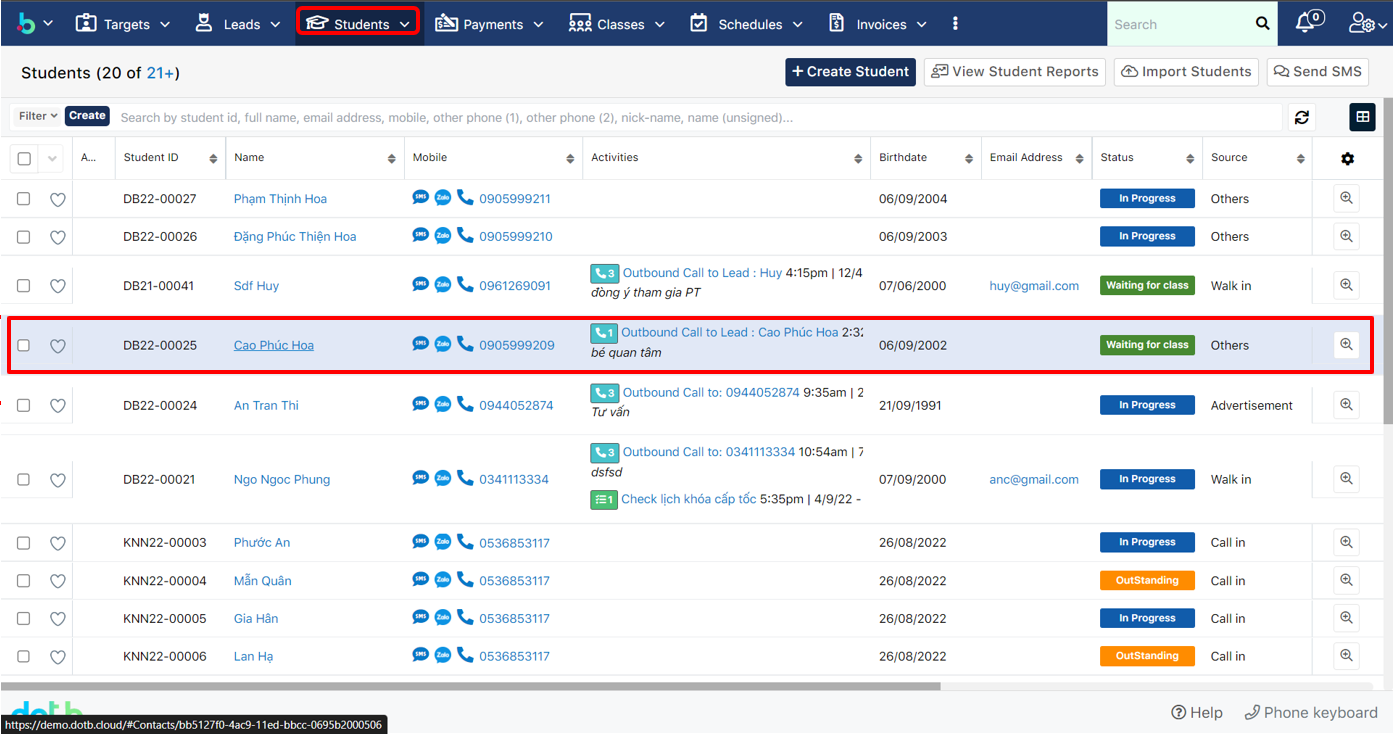 Targets Leads Students Payments Classes Schedules Invoices Search 0
Students (20 of 21+) Create Student View Student Reports Import Students Send SMS
Filter Create Search by student id, full name, email address, mobile, other phone (1), other phone (2), nick-name, name (unsigned)...
A... Student ID Name Mobile Activities Birthdate Email Address Status Source
DB22-00027 Phạm Thịnh Hoa SMS Zalo 0905999211 06/09/2004 In Progress Others
DB22-00026 Đặng Phúc Thiện Hoa SMS Zalo 0905999210 06/09/2003 In Progress Others
3 Outbound Call to Lead : Huy 4:15pm | 12/4
DB21-00041 Sdf Huy SMS Zalo 0961269091 07/06/2000 huy@gmail.com Waiting for class Walk in
đồng ý tham gia PT
1 Outbound Call to Lead : Cao Phúc Hoa 2:32
DB22-00025 Cao Phúc Hoa SMS Zalo 0905999209 06/09/2002 Waiting for class Others
bé quan tâm
3 Outbound Call to: 0944052874 9:35am | 2
DB22-00024 An Tran Thi SMS Zalo 0944052874 21/09/1991 In Progress Advertisement
Tư vấn
3 Outbound Call to: 0341113334 10:54am | 7
dsfsd
DB22-00021 Ngo Ngoc Phung SMS Zalo 0341113334 07/09/2000 anc@gmail.com In Progress Walk in
1 Check lịch khóa cấp tốc 5:35pm | 4/9/22 -
KNN22-00003 Phước An SMS Zalo 0536853117 26/08/2022 In Progress Call in
KNN22-00004 Mẫn Quân SMS Zalo 0536853117 26/08/2022 OutStanding Call in
KNN22-00005 Gia Hân SMS Zalo 0536853117 26/08/2022 In Progress Call in
KNN22-00006 Lan Hạ SMS Zalo 0536853117 26/08/2022 OutStanding Call in
Help Phone keyboard
https://demo.dotb.cloud/#Contacts/bb5127f0-4ac9-11ed-bbcc-0695b2000506